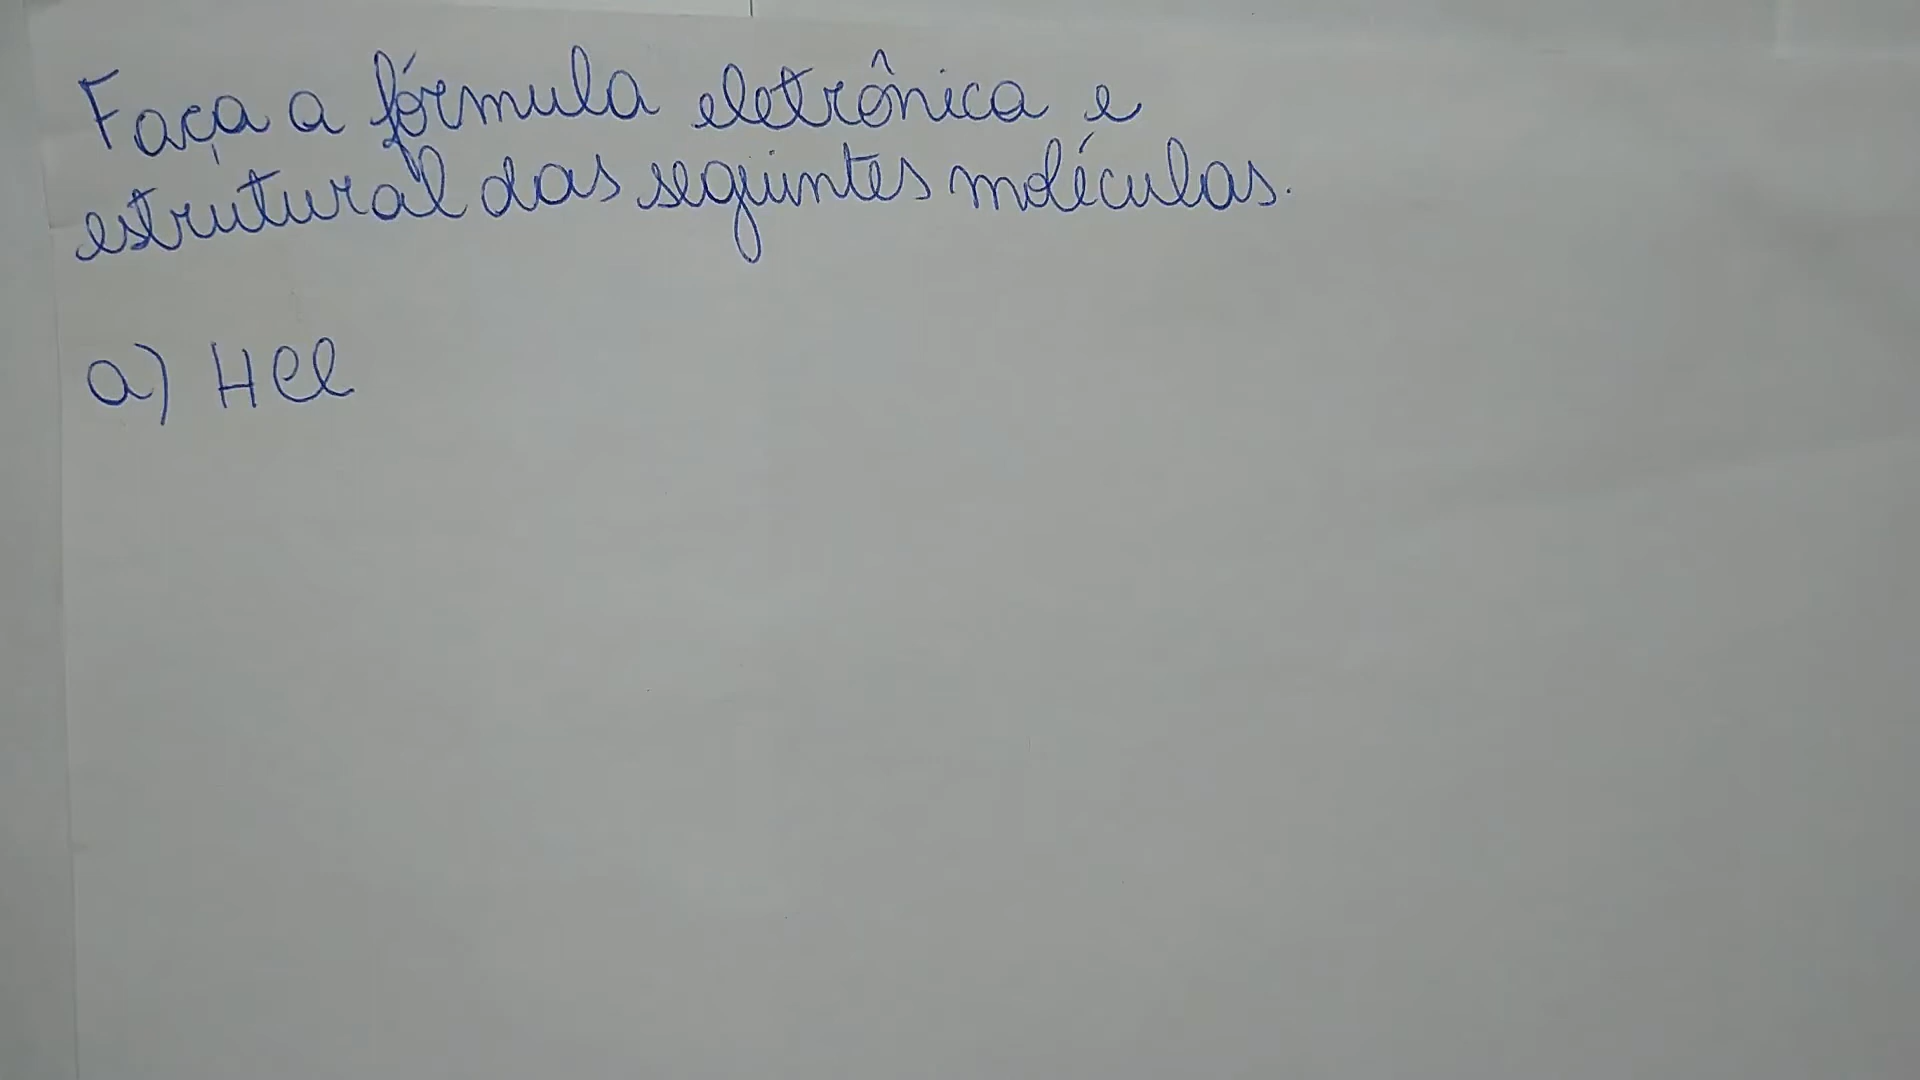 Faça a fórmula eletrônica e
estrutural das seguintes moléculas.
a) HCl